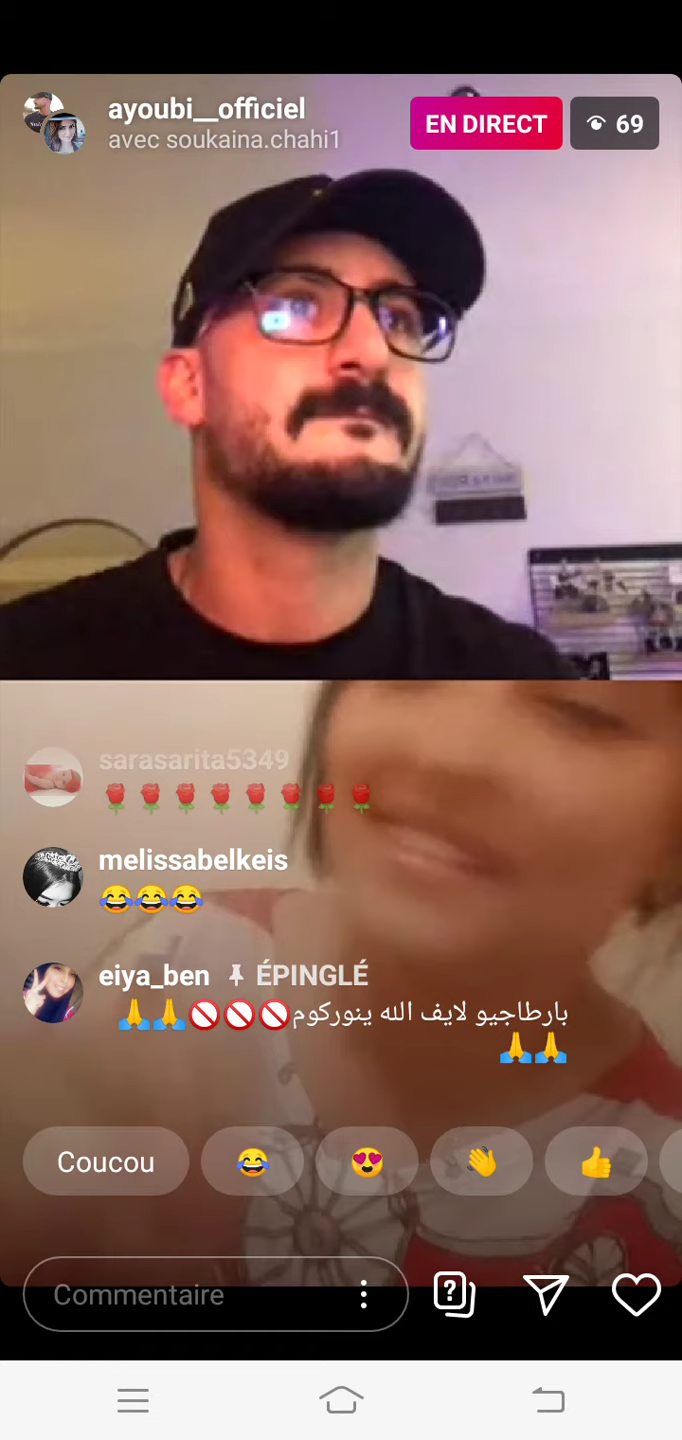 ayoubi__officiel
avec soukaina.chahi1
EN DIRECT
69
sarasarita5349
🌹🌹🌹🌹🌹🌹🌹🌹
melissabelkeis
😂😂😂
eiya_ben ÉPINGLÉ
بارطاجيو لايف الله ينوركوم🚫🚫🚫🙏🙏
🙏🙏
Coucou 😂 😍 👋 👍
Commentaire